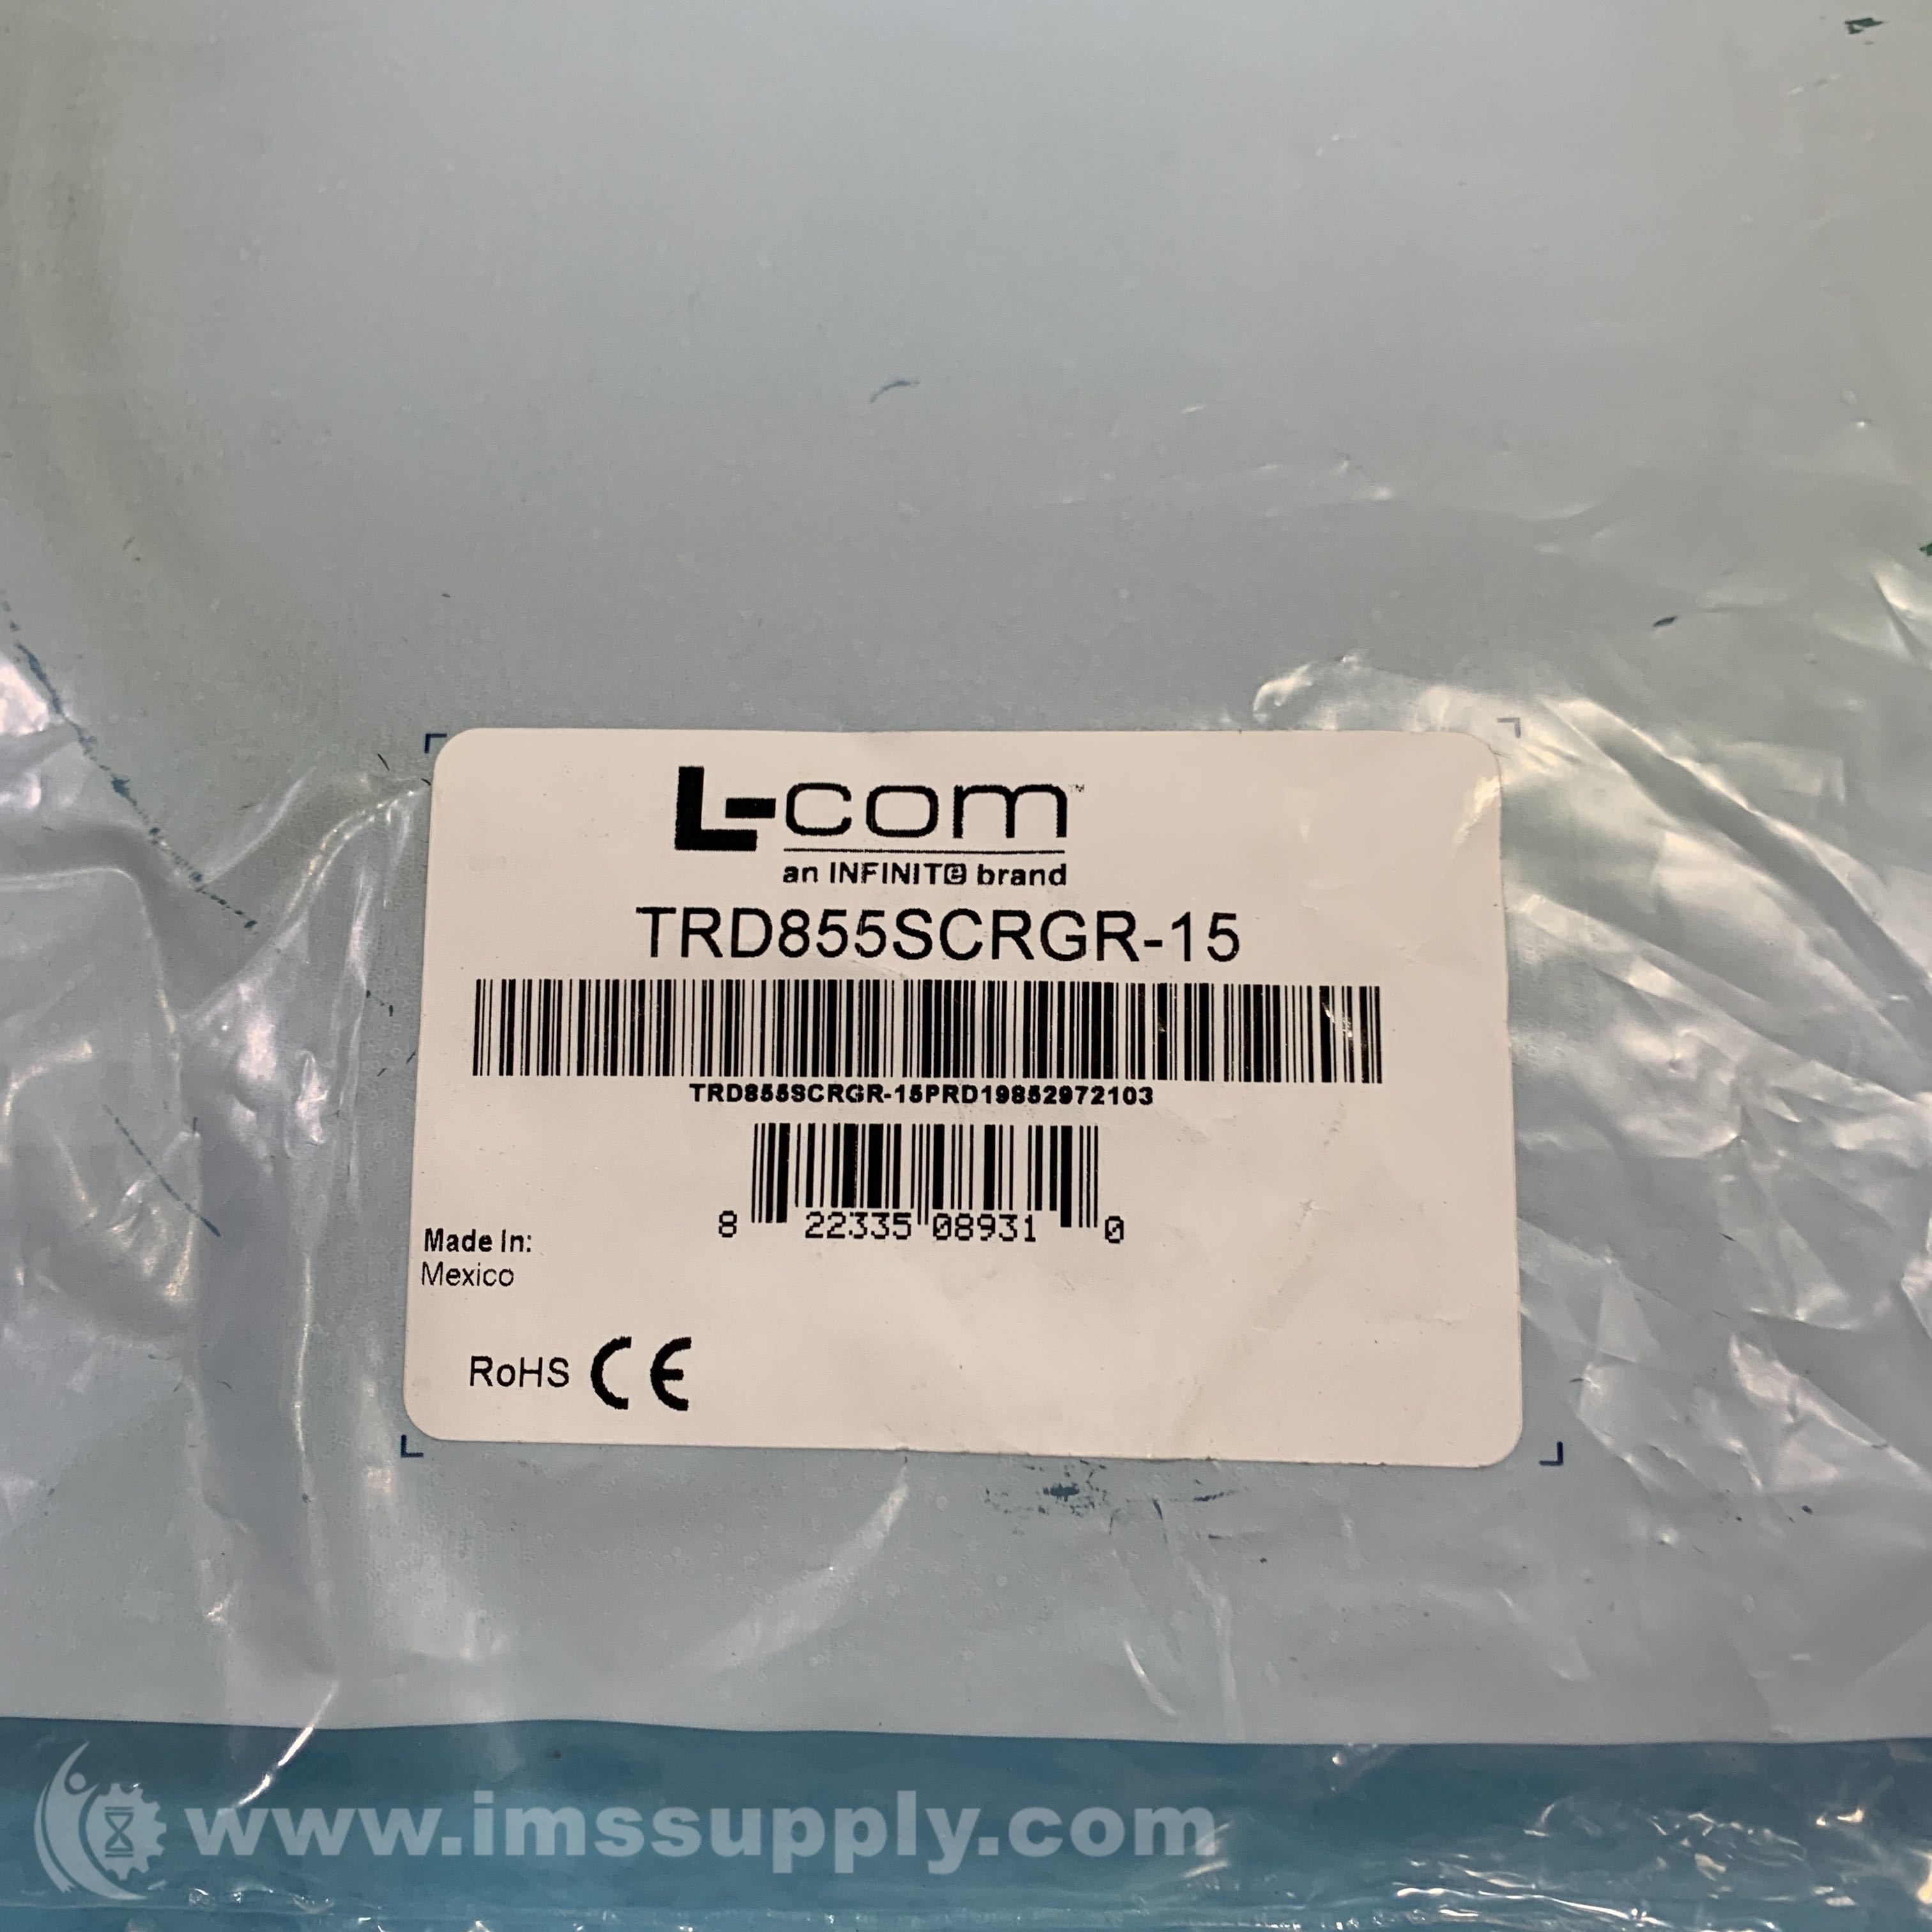 L-com™
an INFINITe brand
TRD855SCRGR-15
TRD855SCRGR-15PRD19852972103
8 22335 08931 0
Made In:
Mexico
RoHS CE
www.imssupply.com